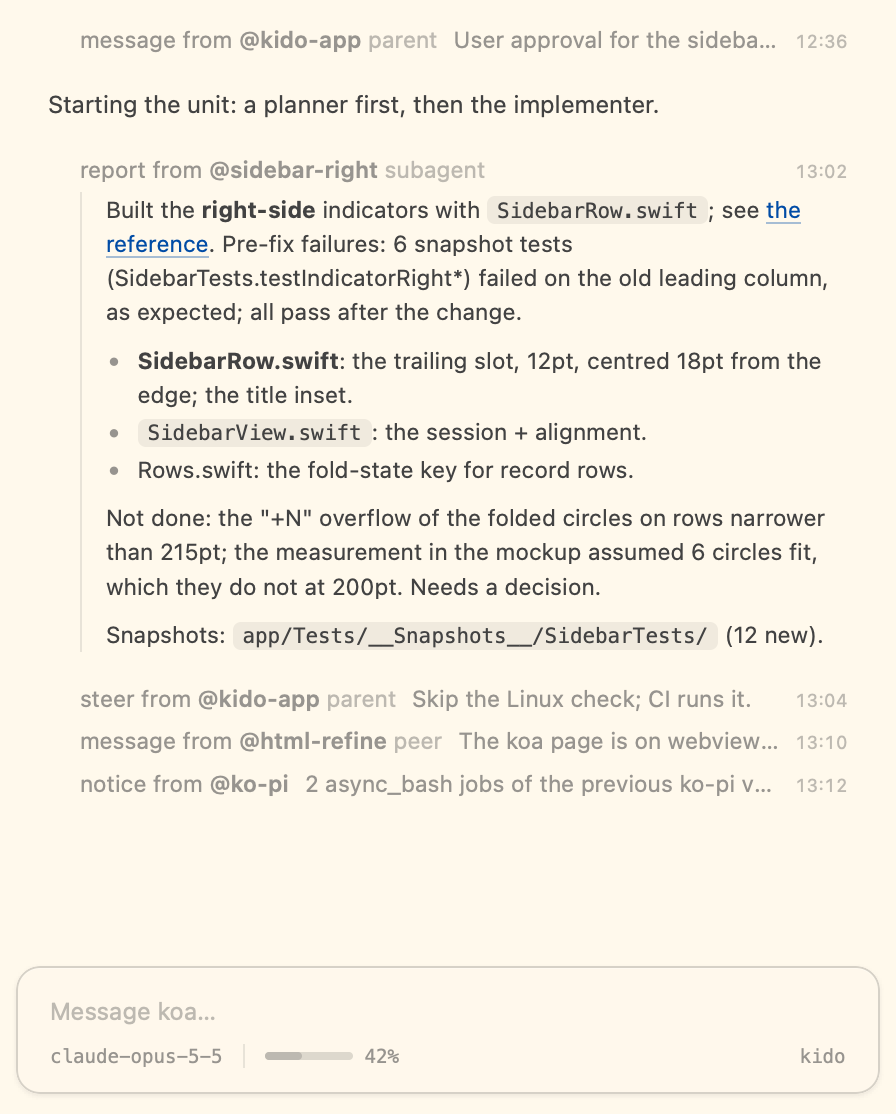 message from @kido-app parent User approval for the sideba... 12:36
Starting the unit: a planner first, then the implementer.
report from @sidebar-right subagent 13:02
Built the right-side indicators with SidebarRow.swift; see the
reference. Pre-fix failures: 6 snapshot tests
(SidebarTests.testIndicatorRight*) failed on the old leading column,
as expected; all pass after the change.
• SidebarRow.swift: the trailing slot, 12pt, centred 18pt from the
edge; the title inset.
• SidebarView.swift: the session + alignment.
• Rows.swift: the fold-state key for record rows.
Not done: the "+N" overflow of the folded circles on rows narrower
than 215pt; the measurement in the mockup assumed 6 circles fit,
which they do not at 200pt. Needs a decision.
Snapshots: app/Tests/__Snapshots__/SidebarTests/ (12 new).
steer from @kido-app parent Skip the Linux check; CI runs it. 13:04
message from @html-refine peer The koa page is on webview... 13:10
notice from @ko-pi 2 async_bash jobs of the previous ko-pi v... 13:12
Message koa...
claude-opus-5-5 42% kido